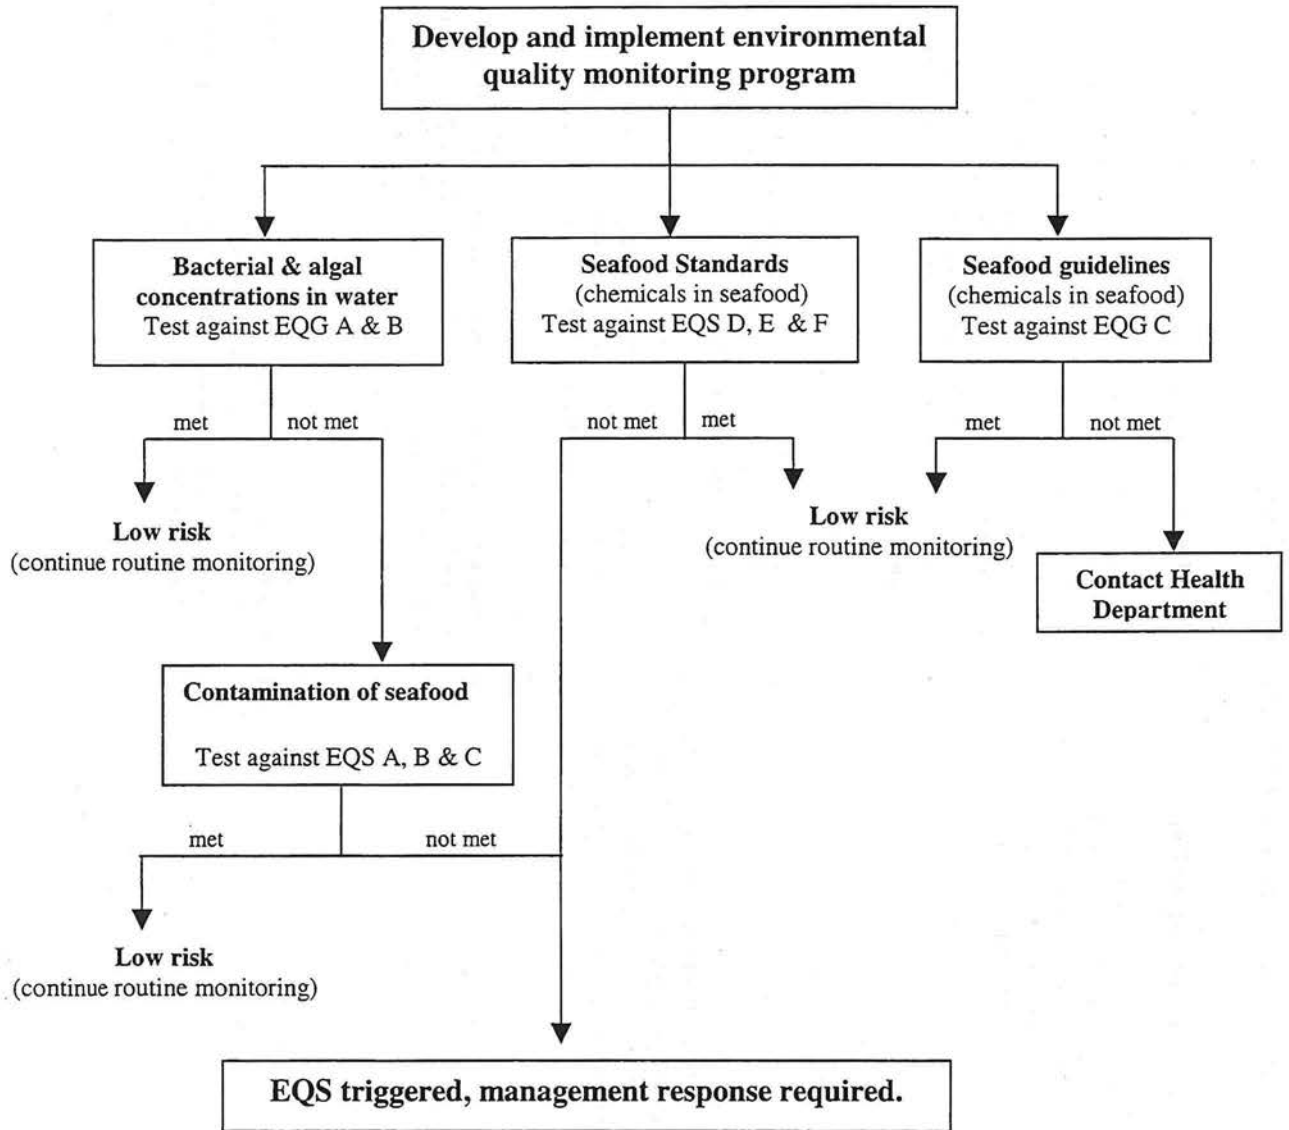 Develop and implement environmental
quality monitoring program
Bacterial & algal
concentrations in water
Test against EQG A & B
Seafood Standards
(chemicals in seafood)
Test against EQS D, E & F
Seafood guidelines
(chemicals in seafood)
Test against EQG C
met
not met
not met
met
met
not met
Low risk
(continue routine monitoring)
Low risk
(continue routine monitoring)
Contact Health
Department
Contamination of seafood
Test against EQS A, B & C
met
not met
Low risk
(continue routine monitoring)
EQS triggered, management response required.